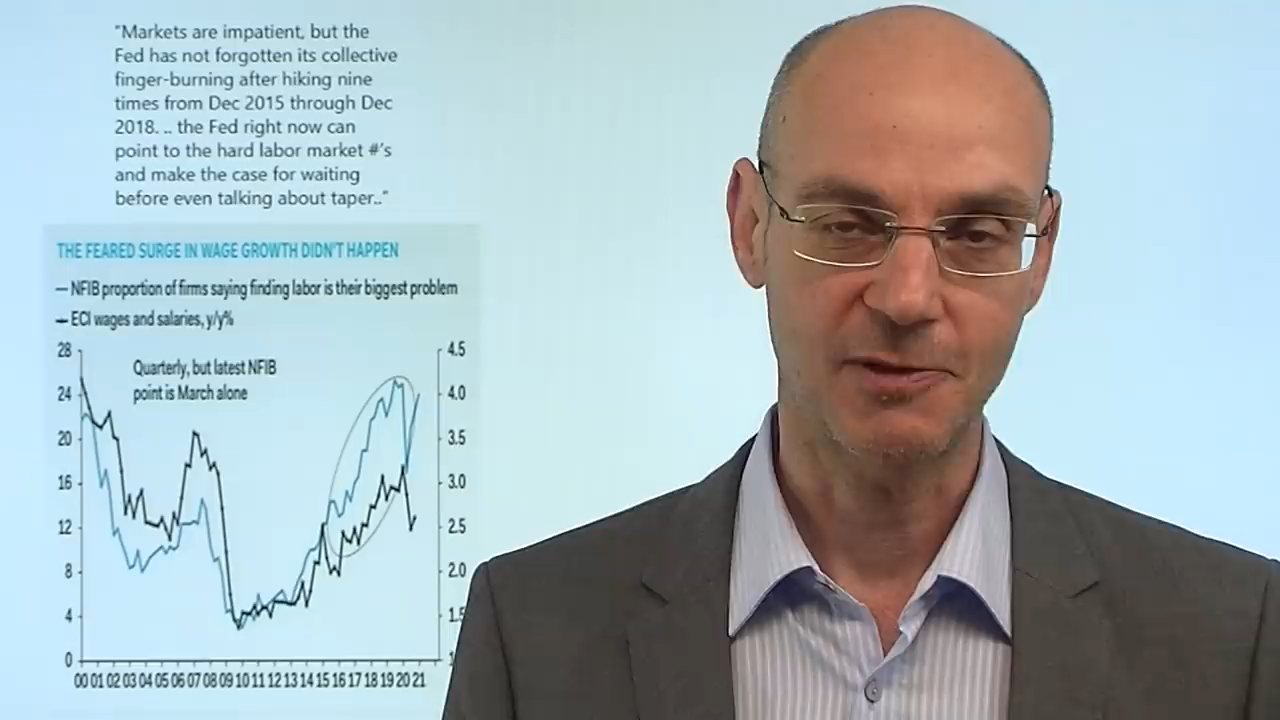 "Markets are impatient, but the
Fed has not forgotten its collective
finger-burning after hiking nine
times from Dec 2015 through Dec
2018. .. the Fed right now can
point to the hard labor market #'s
and make the case for waiting
before even talking about taper.."
THE FEARED SURGE IN WAGE GROWTH DIDN'T HAPPEN
— NFIB proportion of firms saying finding labor is their biggest problem
— ECI wages and salaries, y/y%
Quarterly, but latest NFIB
point is March alone
28 4.5
24 4.0
20 3.5
16 3.0
12 2.5
8 2.0
4 1.5
0 1
00 01 02 03 04 05 06 07 08 09 10 11 12 13 14 15 16 17 18 19 20 21